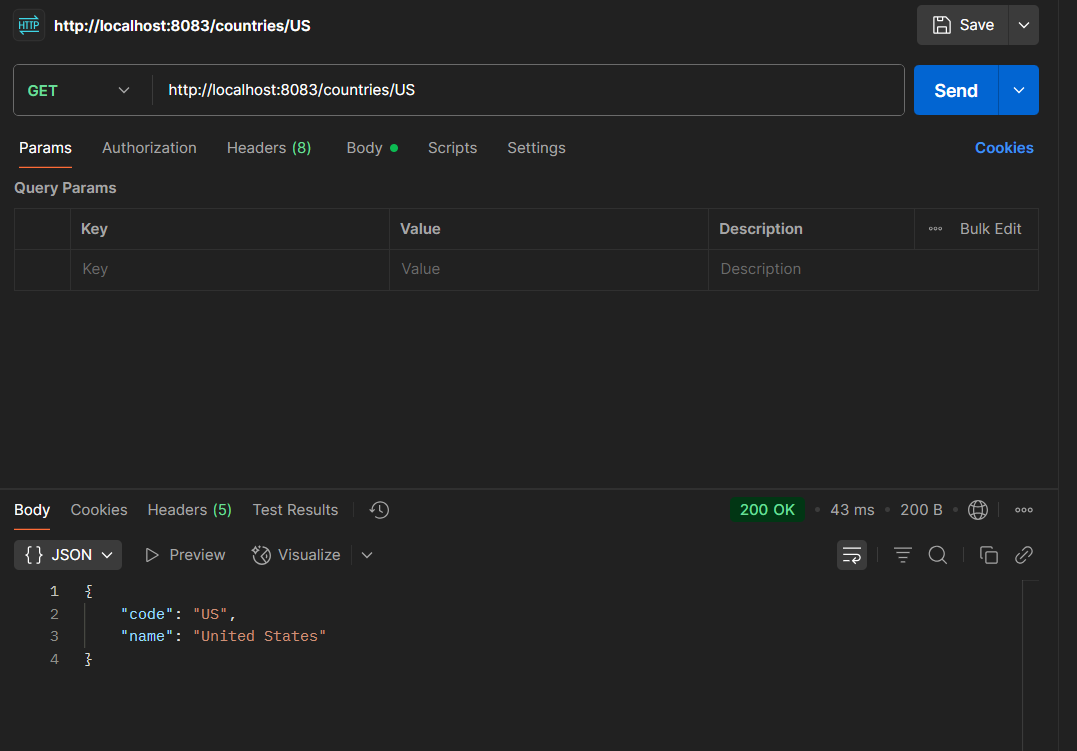 HTTP http://localhost:8083/countries/US Save
GET http://localhost:8083/countries/US Send
Params Authorization Headers (8) Body Scripts Settings Cookies
Query Params
Key Value Description Bulk Edit
Key Value Description
Body Cookies Headers (5) Test Results 200 OK • 43 ms • 200 B •
{} JSON Preview Visualize
1 {
2 "code": "US",
3 "name": "United States"
4 }